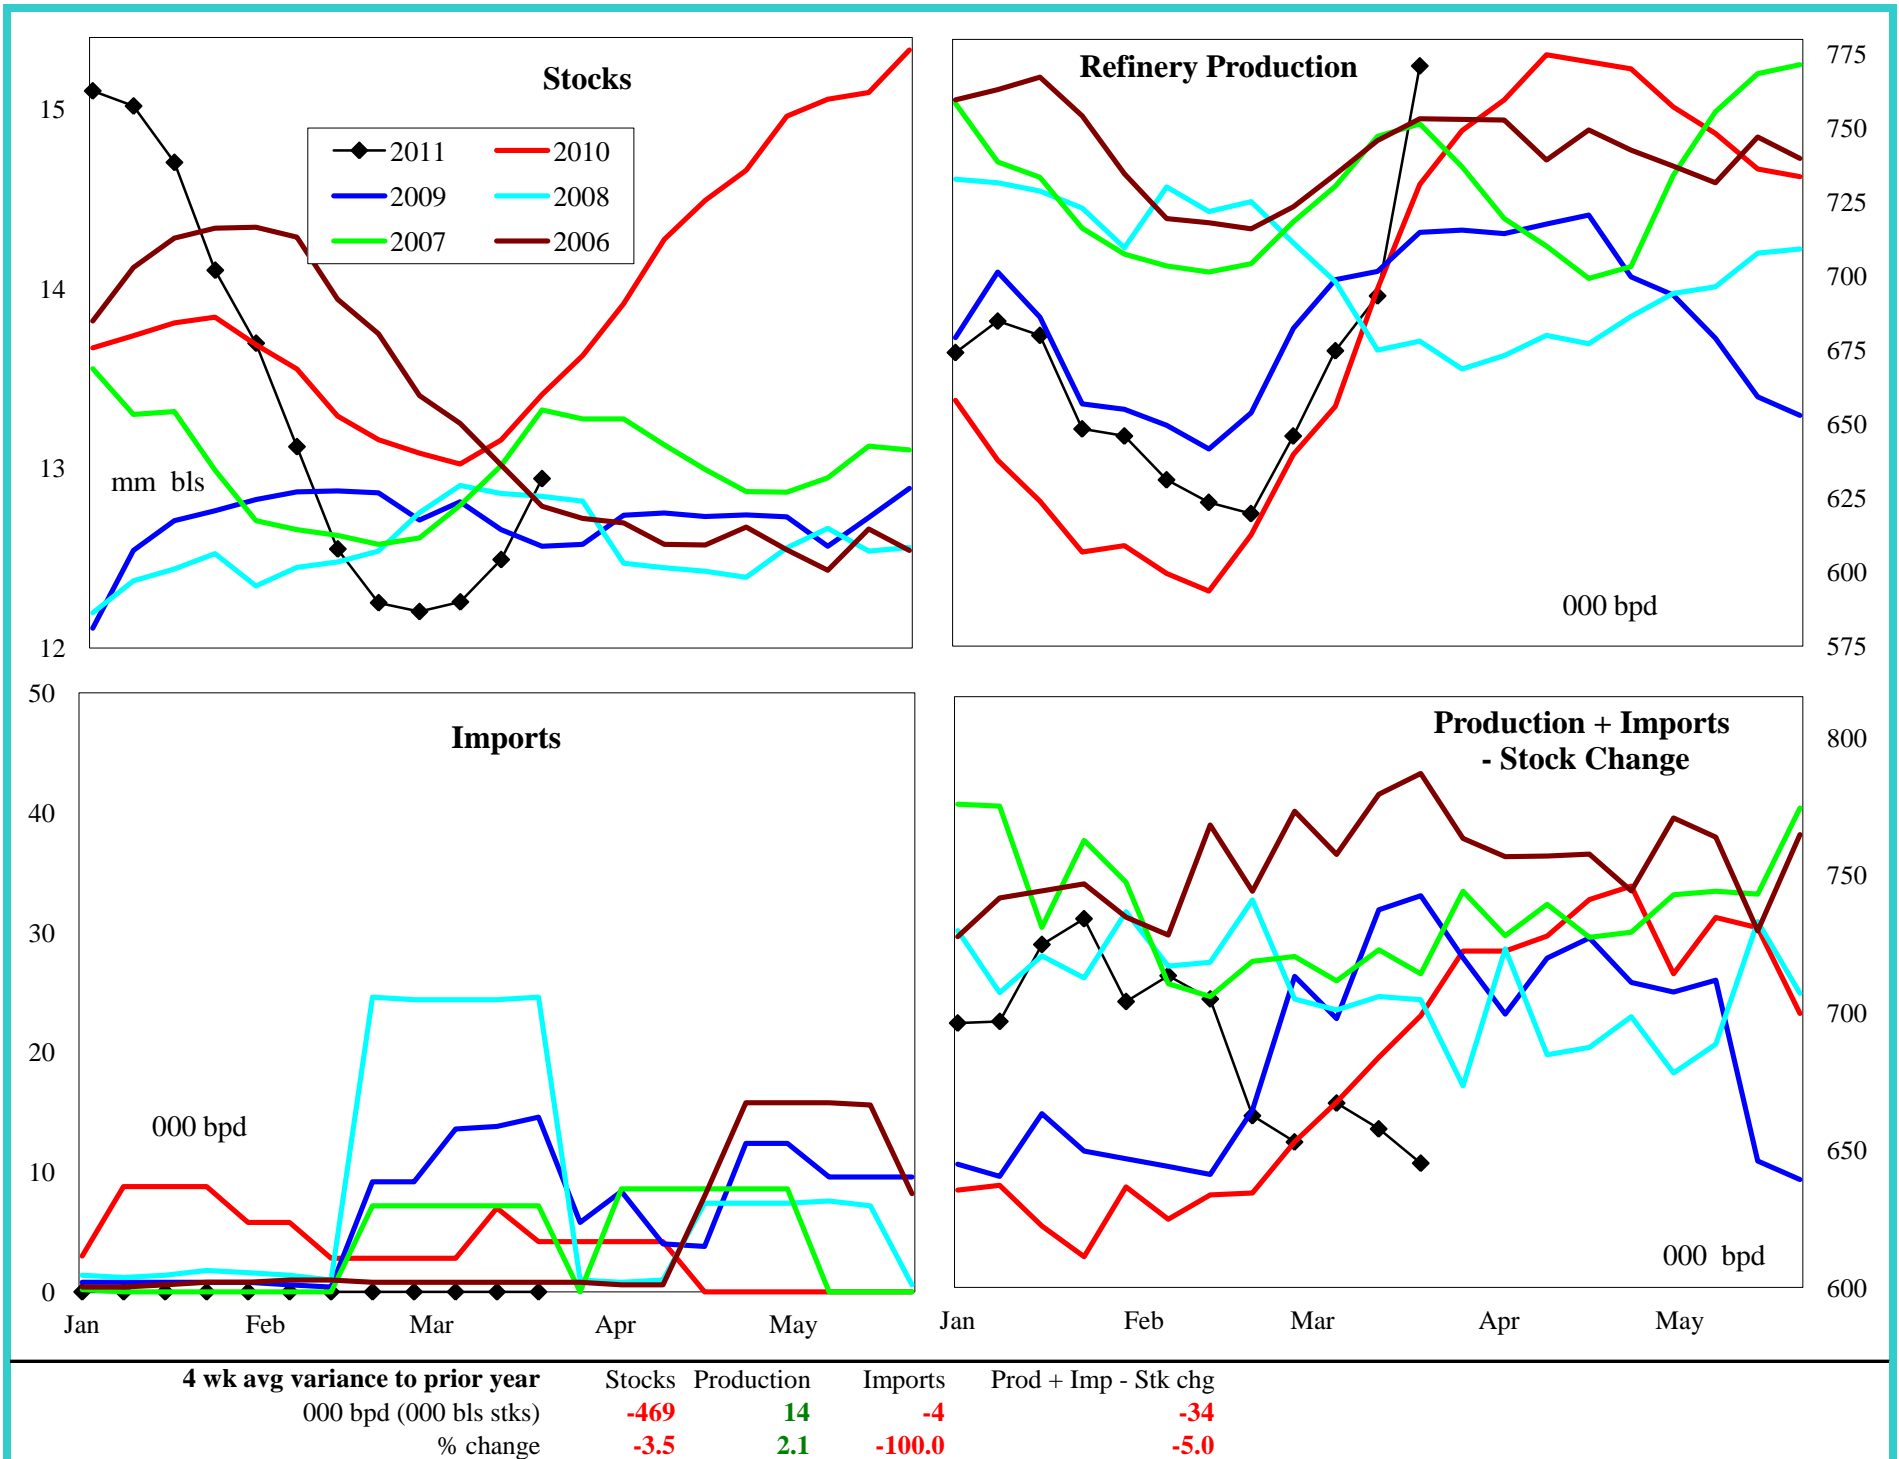 Stocks
15
14
13
12
mm bls
2011 2010
2009 2008
2007 2006
Refinery Production
775
750
725
700
675
650
625
600
575
000 bpd
Imports
50
40
30
20
10
0
000 bpd
Jan Feb Mar Apr May
Production + Imports
- Stock Change
800
750
700
650
600
000 bpd
Jan Feb Mar Apr May
4 wk avg variance to prior year Stocks Production Imports Prod + Imp - Stk chg
000 bpd (000 bls stks) -469 14 -4 -34
% change -3.5 2.1 -100.0 -5.0